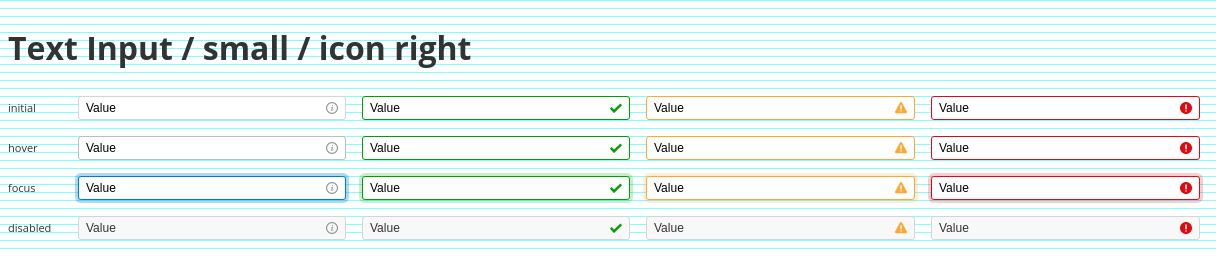 Text Input / small / icon right
initial Value Value Value Value
hover Value Value Value Value
focus Value Value Value Value
disabled Value Value Value Value